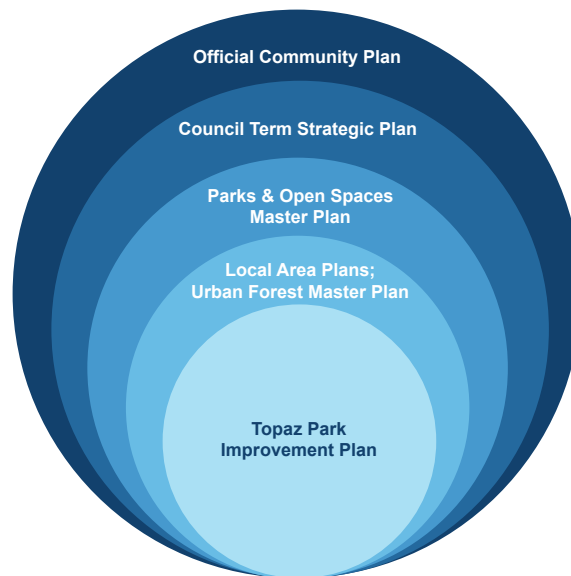 Official Community Plan
Council Term Strategic Plan
Parks & Open Spaces
Master Plan
Local Area Plans;
Urban Forest Master Plan
Topaz Park
Improvement Plan